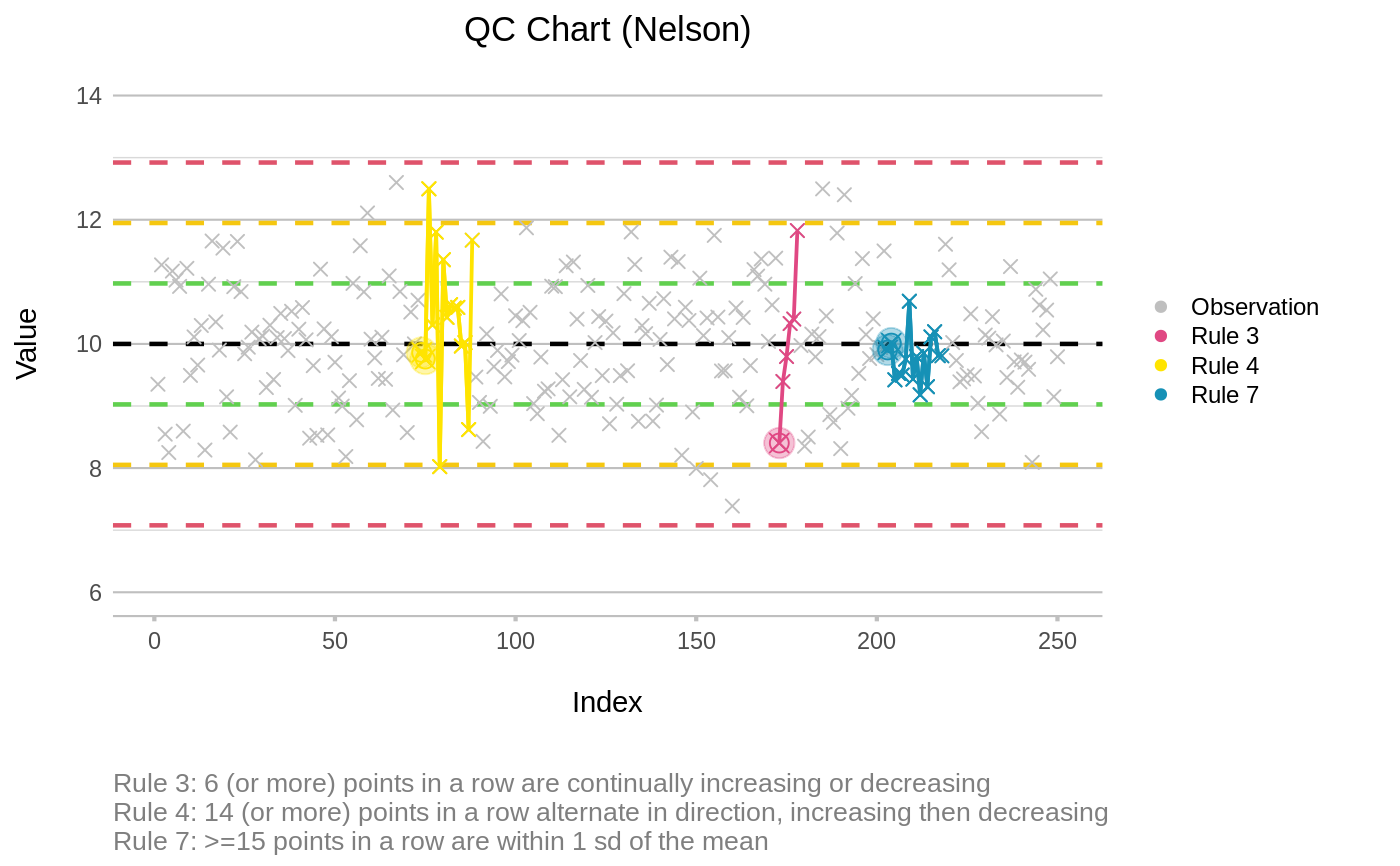 QC Chart (Nelson)
14
12
10
8
6
Value
0 50 100 150 200 250
Index
Observation
Rule 3
Rule 4
Rule 7
Rule 3: 6 (or more) points in a row are continually increasing or decreasing
Rule 4: 14 (or more) points in a row alternate in direction, increasing then decreasing
Rule 7: >=15 points in a row are within 1 sd of the mean